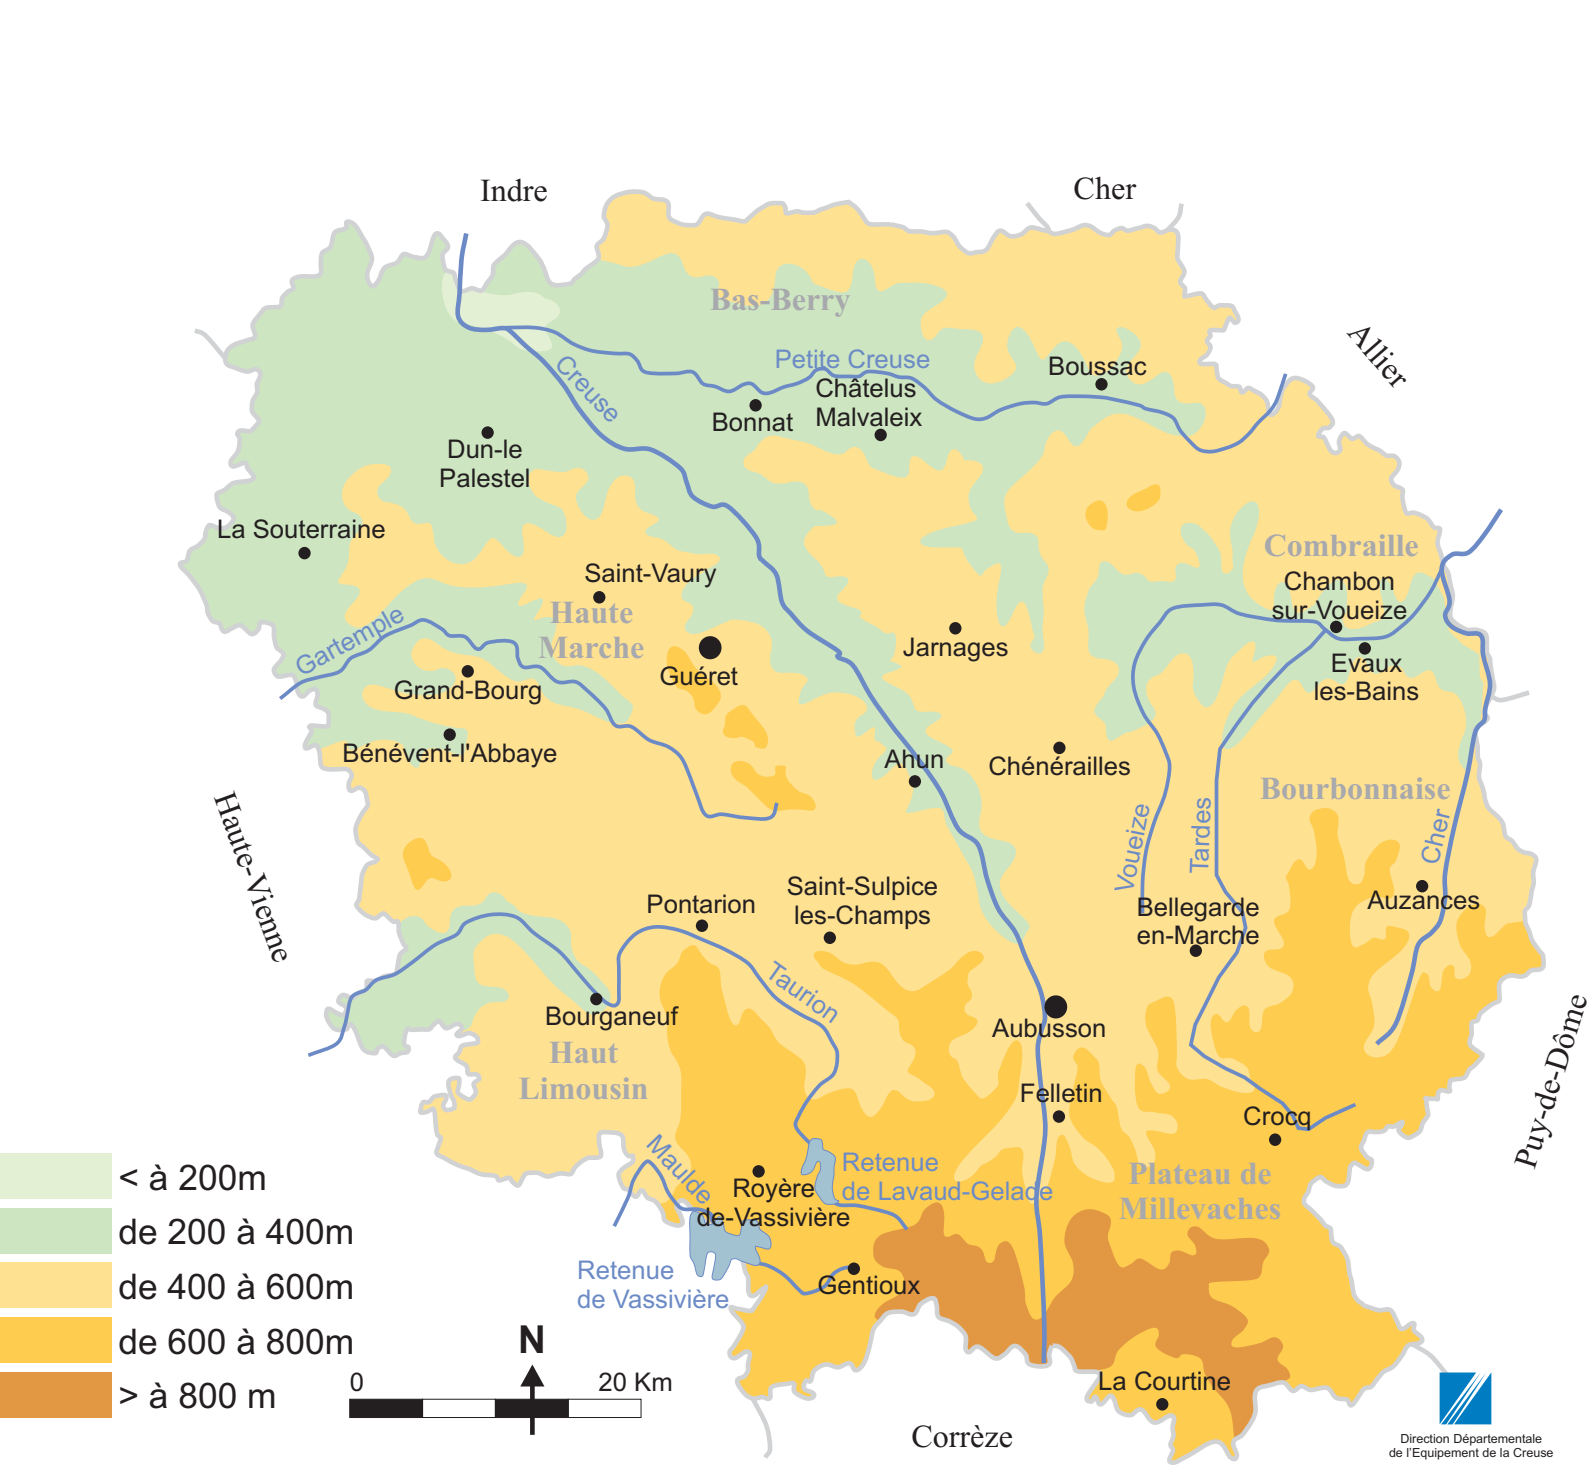 Indre
Cher
Allier
Bas-Berry
Petite Creuse
Creuse
Boussac
Châtelus
Malvaleix
Bonnat
Dun-le
Palestel
La Souterraine
Combraille
Saint-Vaury
Chambon
sur-Voueize
Haute
Marche
Gartemple
Jarnages
Guéret
Evaux
les-Bains
Grand-Bourg
Bénévent-l'Abbaye
Ahun
Chénérailles
Bourbonnaise
Haute-Vienne
Voueize
Tardes
Cher
Saint-Sulpice
les-Champs
Pontarion
Auzances
Bellegarde
en-Marche
Taurion
Bourganeuf
Aubusson
Haut
Limousin
Puy-de-Dôme
Felletin
Crocq
Maulde
Retenue
de Lavaud-Gelade
Plateau de
Millevaches
Royère
de-Vassivière
Retenue
de Vassivière
Gentioux
< à 200m
de 200 à 400m
de 400 à 600m
de 600 à 800m
> à 800 m
N
0
20 Km
La Courtine
Corrèze
Direction Départementale
de l'Equipement de la Creuse